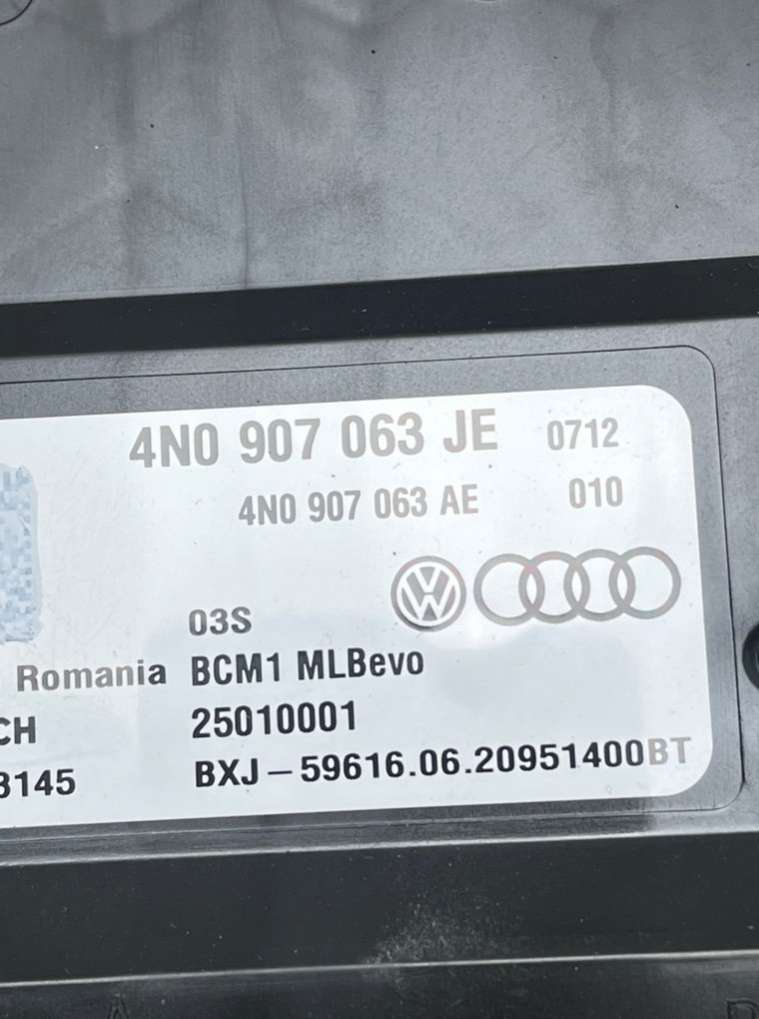 4N0 907 063 JE 0712
4N0 907 063 AE 010
03S
Romania BCM1 MLBevo
CH 25010001
3145 BXJ-59616.06.20951400BT